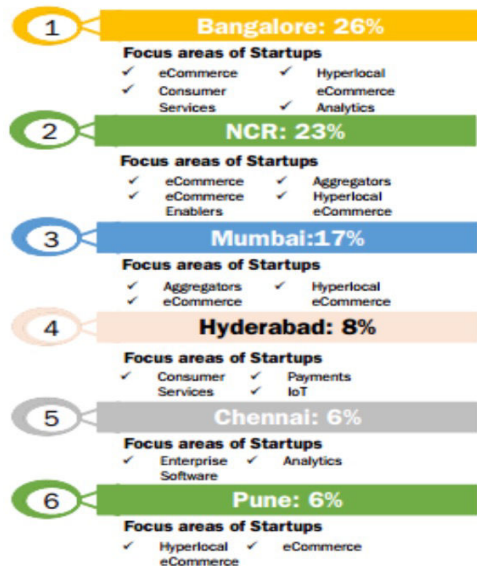 1
Bangalore: 26%
Focus areas of Startups
✓ eCommerce ✓ Hyperlocal
✓ Consumer eCommerce
Services ✓ Analytics
2
NCR: 23%
Focus areas of Startups
✓ eCommerce ✓ Aggregators
✓ eCommerce ✓ Hyperlocal
Enablers eCommerce
3
Mumbai:17%
Focus areas of Startups
✓ Aggregators ✓ Hyperlocal
✓ eCommerce eCommerce
4
Hyderabad: 8%
Focus areas of Startups
✓ Consumer ✓ Payments
Services ✓ IoT
5
Chennai: 6%
Focus areas of Startups
✓ Enterprise ✓ Analytics
Software
6
Pune: 6%
Focus areas of Startups
✓ Hyperlocal ✓ eCommerce
eCommerce